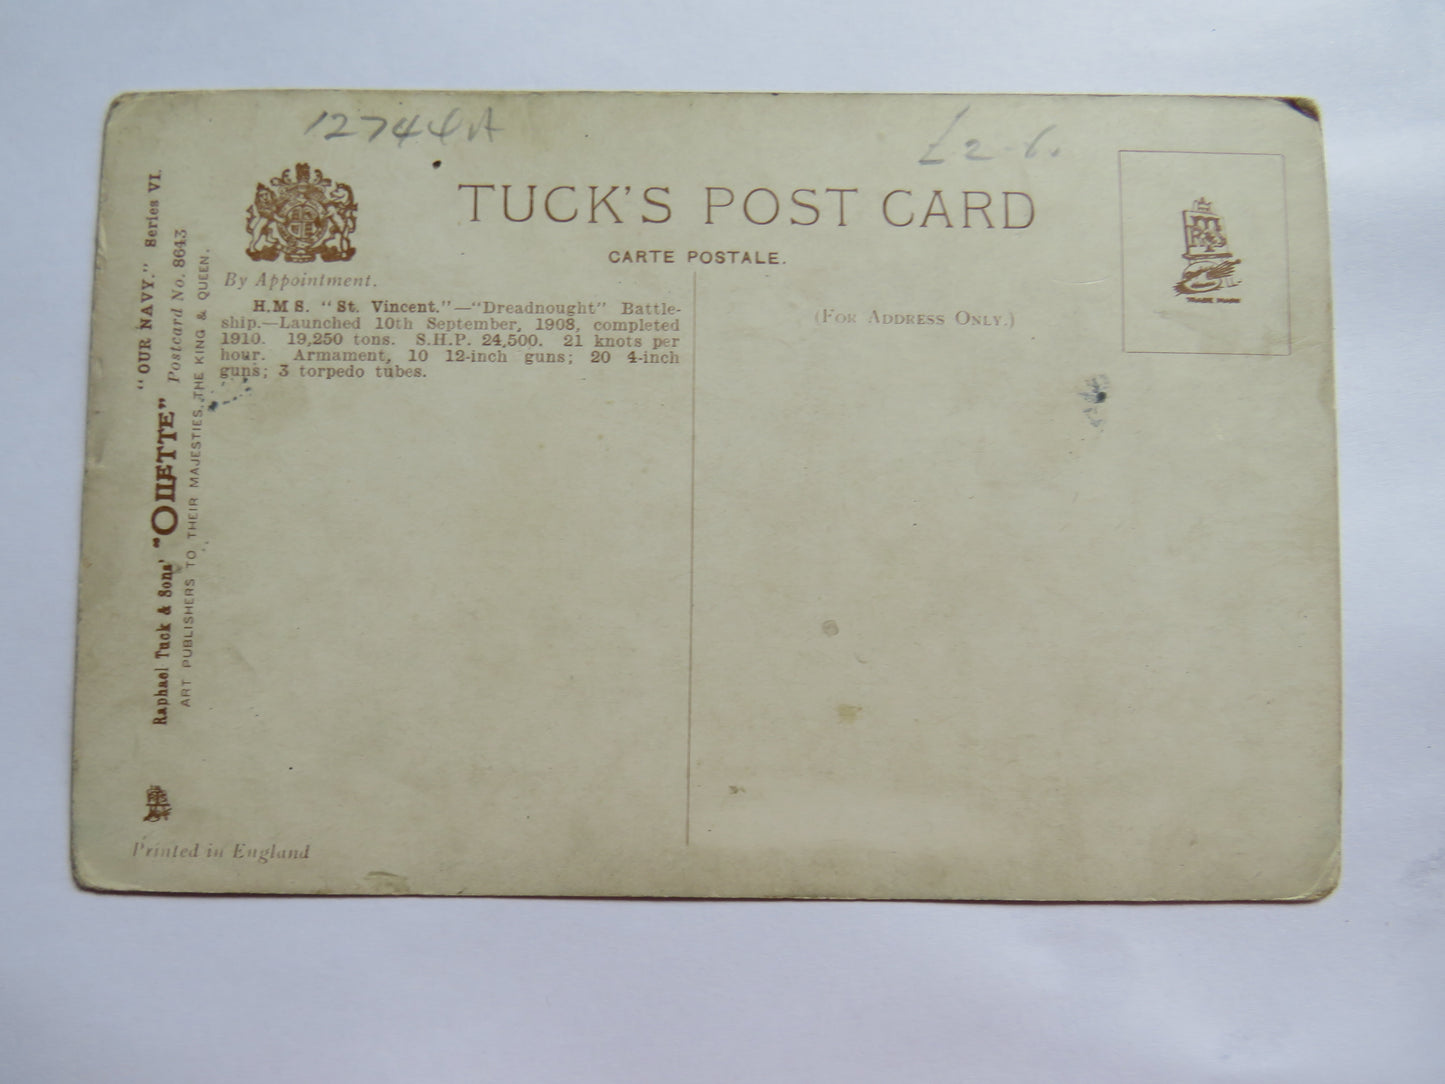 12744A
£2-6.
TUCK'S POST CARD
CARTE POSTALE.
By Appointment.
H.M S. "St. Vincent."—"Dreadnought" Battle-
ship.—Launched 10th September, 1908, completed
1910. 19,250 tons. S.H.P. 24,500. 21 knots per
hour. Armament, 10 12-inch guns; 20 4-inch
guns; 3 torpedo tubes.
(For Address Only.)
TRADE MARK
"OUR NAVY." Series VI.
Raphael Tuck & Sons' "OILETTE" Postcard No. 8643
ART PUBLISHERS TO THEIR MAJESTIES THE KING & QUEEN.
Printed in England